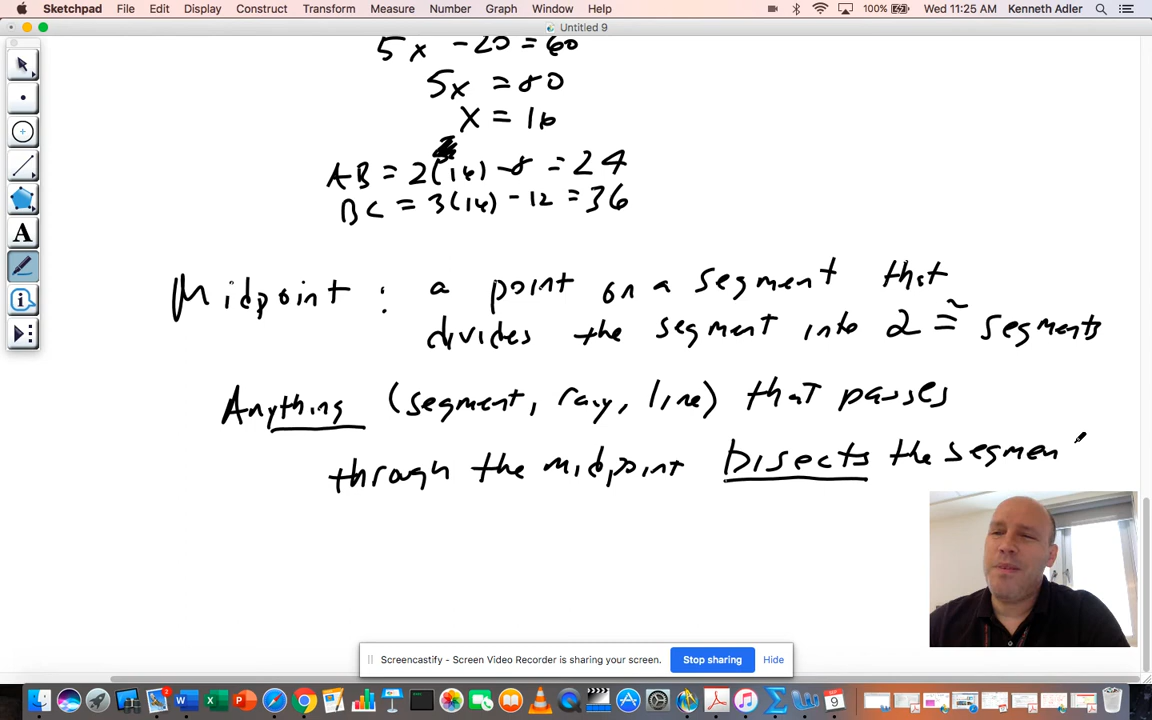 Sketchpad File Edit Display Construct Transform Measure Number Graph Window Help 100% Wed 11:25 AM Kenneth Adler
Untitled 9
5x - 20 = 60
5x = 80
x = 16
AB = 2(16) - 8 = 24
BC = 3(16) - 12 = 36
Midpoint : a point on a segment that
divides the segment into 2 ≅ segments
Anything (segment, ray, line) that passes
through the midpoint bisects the segmen
A
Screencastify - Screen Video Recorder is sharing your screen. Stop sharing Hide